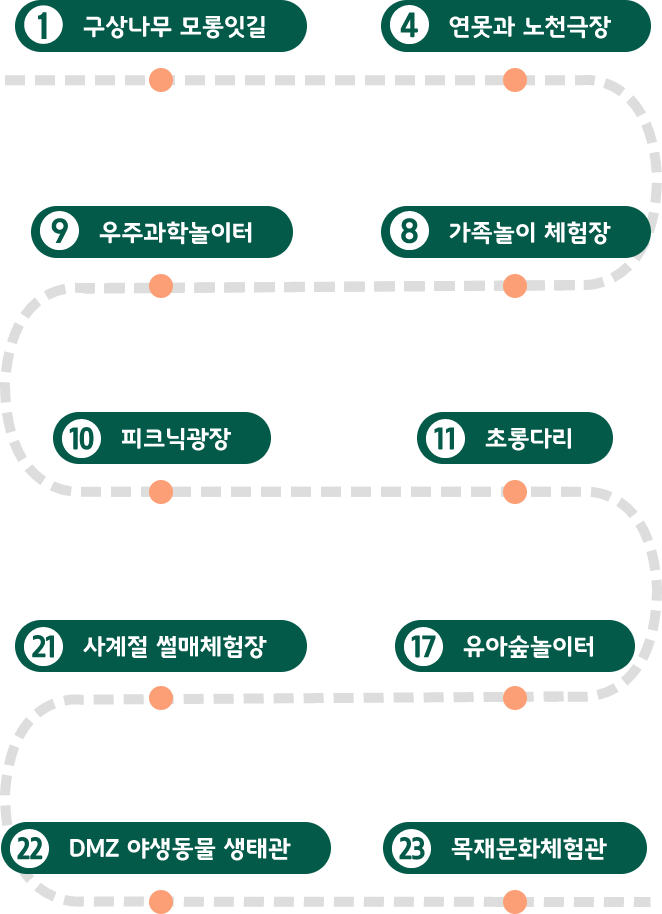 1 구상나무 모롱잇길
4 연못과 노천극장
9 우주과학놀이터
8 가족놀이 체험장
10 피크닉광장
11 초롱다리
21 사계절 썰매체험장
17 유아숲놀이터
22 DMZ 야생동물 생태관
23 목재문화체험관